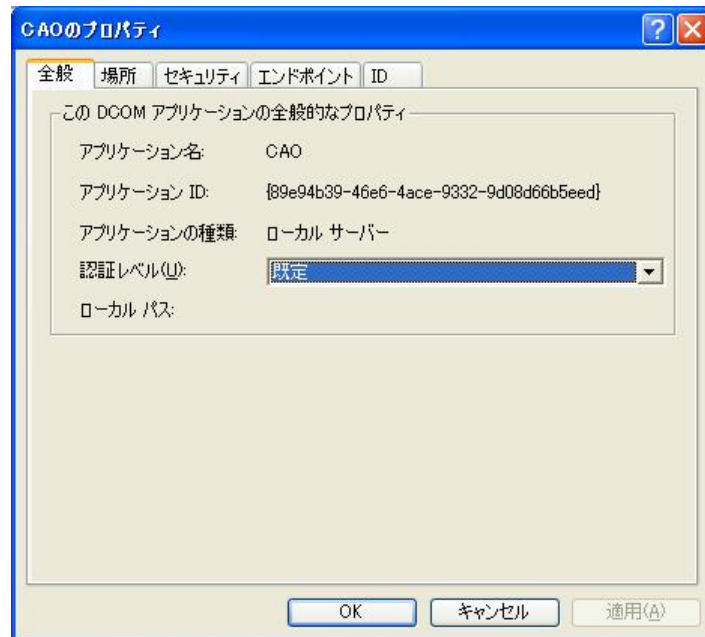 CAOのプロパティ
全般 場所 セキュリティ エンドポイント ID
この DCOM アプリケーションの全般的なプロパティ
アプリケーション名: CAO
アプリケーション ID: {89e94b39-46e6-4ace-9332-9d08d66b5eed}
アプリケーションの種類: ローカル サーバー
認証レベル(U): 既定
ローカル パス:
OK キャンセル 適用(A)